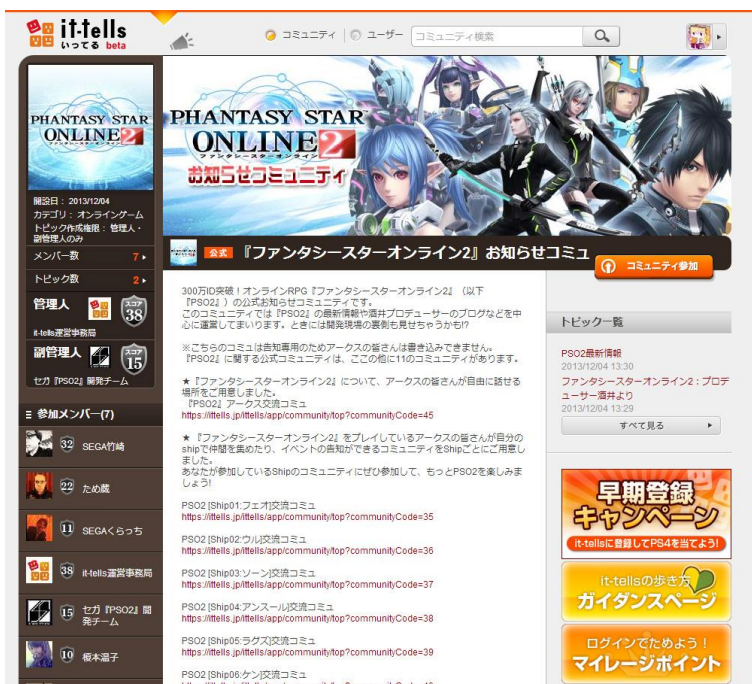 it-tells
いってる beta
コミュニティ
ユーザー
コミュニティ検索
PHANTASY STAR
ONLINE2
ファンタシースターオンライン2
開設日: 2013/12/04
カテゴリ: オンラインゲーム
トピック作成権限: 管理人・
副管理人のみ
メンバー数 7
トピック数 2
管理人 スコア 38
it-tells運営事務局
副管理人 スコア 15
セガ『PSO2』開発チーム
参加メンバー(7)
32 SEGA竹崎
22 ため蔵
11 SEGAくらっち
38 it-tells運営事務局
15 セガ『PSO2』開
発チーム
10 榎本温子
PHANTASY STAR
ONLINE2
ファンタシースターオンライン2
お知らせコミュニティ
公式 『ファンタシースターオンライン2』お知らせコミュ
コミュニティ参加
300万ID突破!オンラインRPG『ファンタシースターオンライン2』(以下
『PSO2』)の公式お知らせコミュニティです。
このコミュニティでは『PSO2』の最新情報や酒井プロデューサーのブログなどを中
心に運営してまいります。ときには開発現場の裏側も見せちゃうかも!?
※こちらのコミュは告知専用のためアークスの皆さんは書き込みできません。
『PSO2』に関する公式コミュニティは、ここの他に11のコミュニティがあります。
★『ファンタシースターオンライン2』について、アークスの皆さんが自由に話せる
場所をご用意しました。
『PSO2』アークス交流コミュ
https://ittells.jp/ittells/app/community/top?communityCode=45
★『ファンタシースターオンライン2』をプレイしているアークスの皆さんが自分の
shipで仲間を集めたり、イベントの告知ができるコミュニティをShipごとにご用意し
ました。
あなたが参加しているShipのコミュニティにぜひ参加して、もっとPSO2を楽しみま
しょう!
PSO2 [Ship01:フェオ]交流コミュ
https://ittells.jp/ittells/app/community/top?communityCode=35
PSO2 [Ship02:ウル]交流コミュ
https://ittells.jp/ittells/app/community/top?communityCode=36
PSO2 [Ship03:ソーン]交流コミュ
https://ittells.jp/ittells/app/community/top?communityCode=37
PSO2 [Ship04:アンスール]交流コミュ
https://ittells.jp/ittells/app/community/top?communityCode=38
PSO2 [Ship05:ラグズ]交流コミュ
https://ittells.jp/ittells/app/community/top?communityCode=39
PSO2 [Ship06:ケン]交流コミュ
トピック一覧
PSO2最新情報
2013/12/04 13:30
ファンタシースターオンライン2:プロデ
ューサー酒井より
2013/12/04 13:29
すべて見る
早期登録
キャンペーン
it-tellsに登録してPS4を当てよう!
it-tellsの歩き方
ガイダンスページ
ログインでためよう!
マイレージポイント